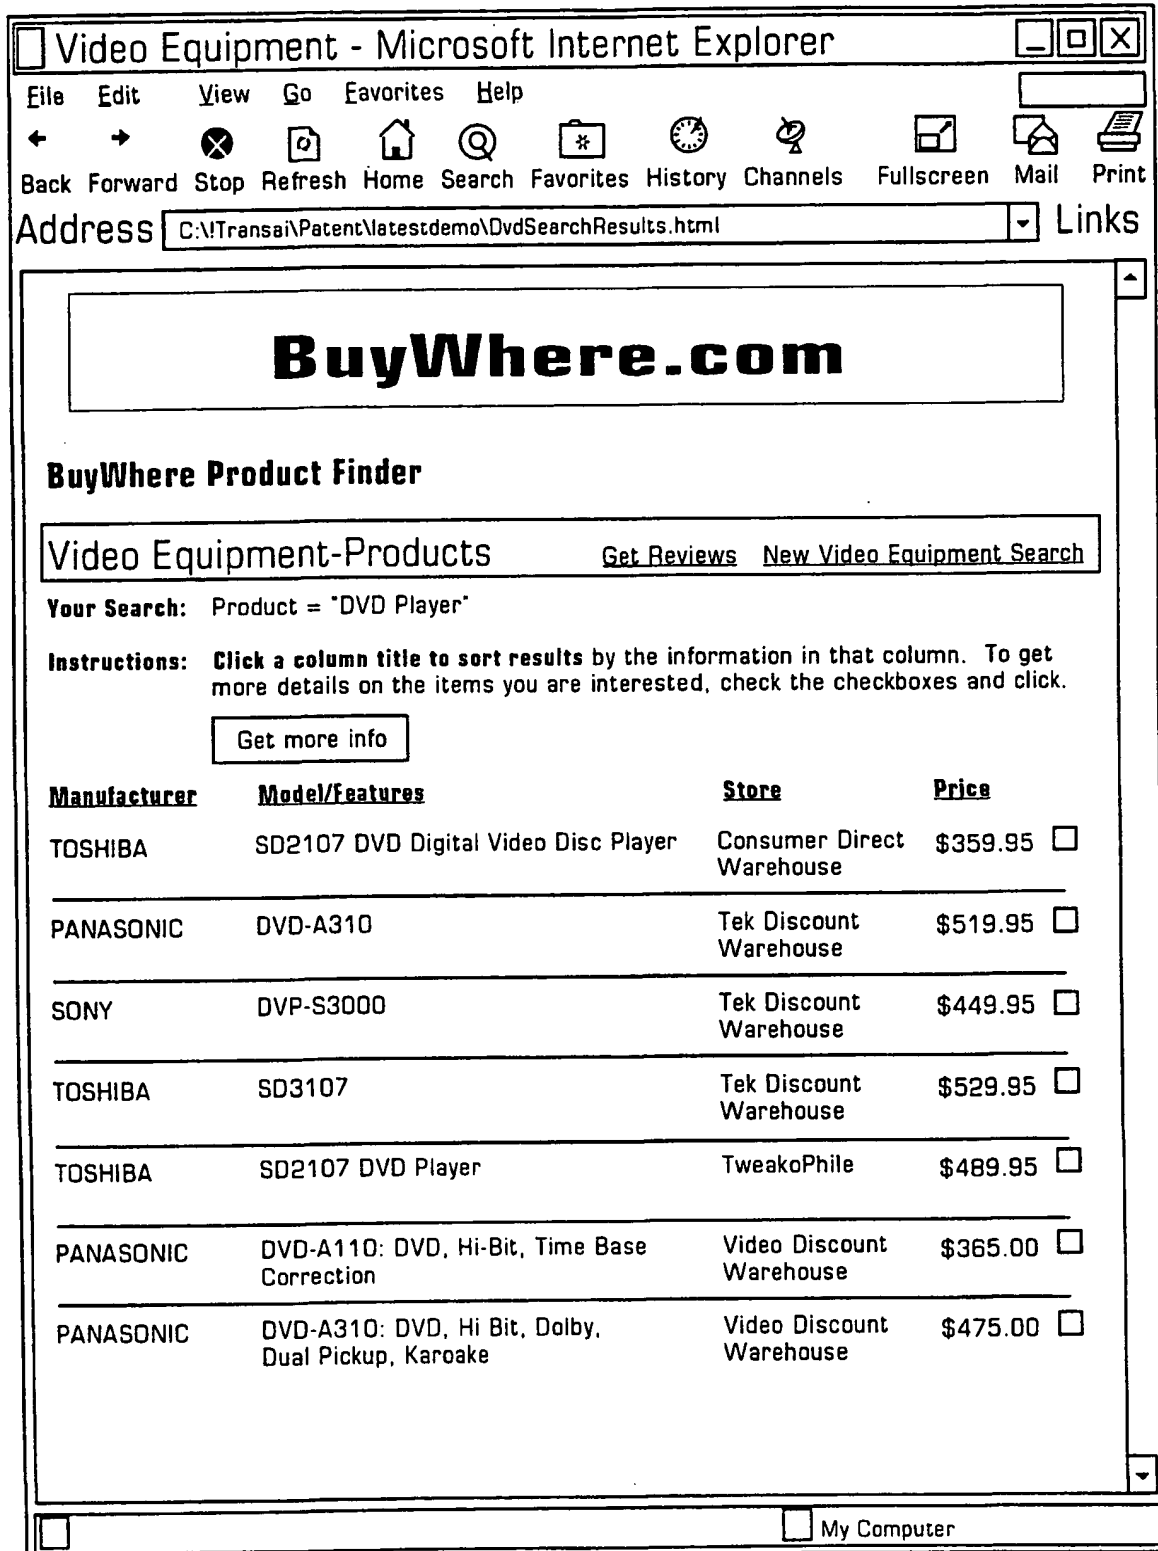 Video Equipment - Microsoft Internet Explorer
File Edit View Go Favorites Help
Back Forward Stop Refresh Home Search Favorites History Channels Fullscreen Mail Print
Address C:\!Transai\Patent\latestdemo\DvdSearchResults.html Links
BuyWhere.com
BuyWhere Product Finder
Video Equipment-Products Get Reviews New Video Equipment Search
Your Search: Product = "DVD Player"
Instructions: Click a column title to sort results by the information in that column. To get
more details on the items you are interested, check the checkboxes and click.
Get more info
Manufacturer Model/Features Store Price
TOSHIBA SD2107 DVD Digital Video Disc Player Consumer Direct $359.95
Warehouse
PANASONIC DVD-A310 Tek Discount $519.95
Warehouse
SONY DVP-S3000 Tek Discount $449.95
Warehouse
TOSHIBA SD3107 Tek Discount $529.95
Warehouse
TOSHIBA SD2107 DVD Player TweakoPhile $489.95
PANASONIC DVD-A110: DVD, Hi-Bit, Time Base Video Discount $365.00
Correction Warehouse
PANASONIC DVD-A310: DVD, Hi Bit, Dolby, Video Discount $475.00
Dual Pickup, Karoake Warehouse
My Computer